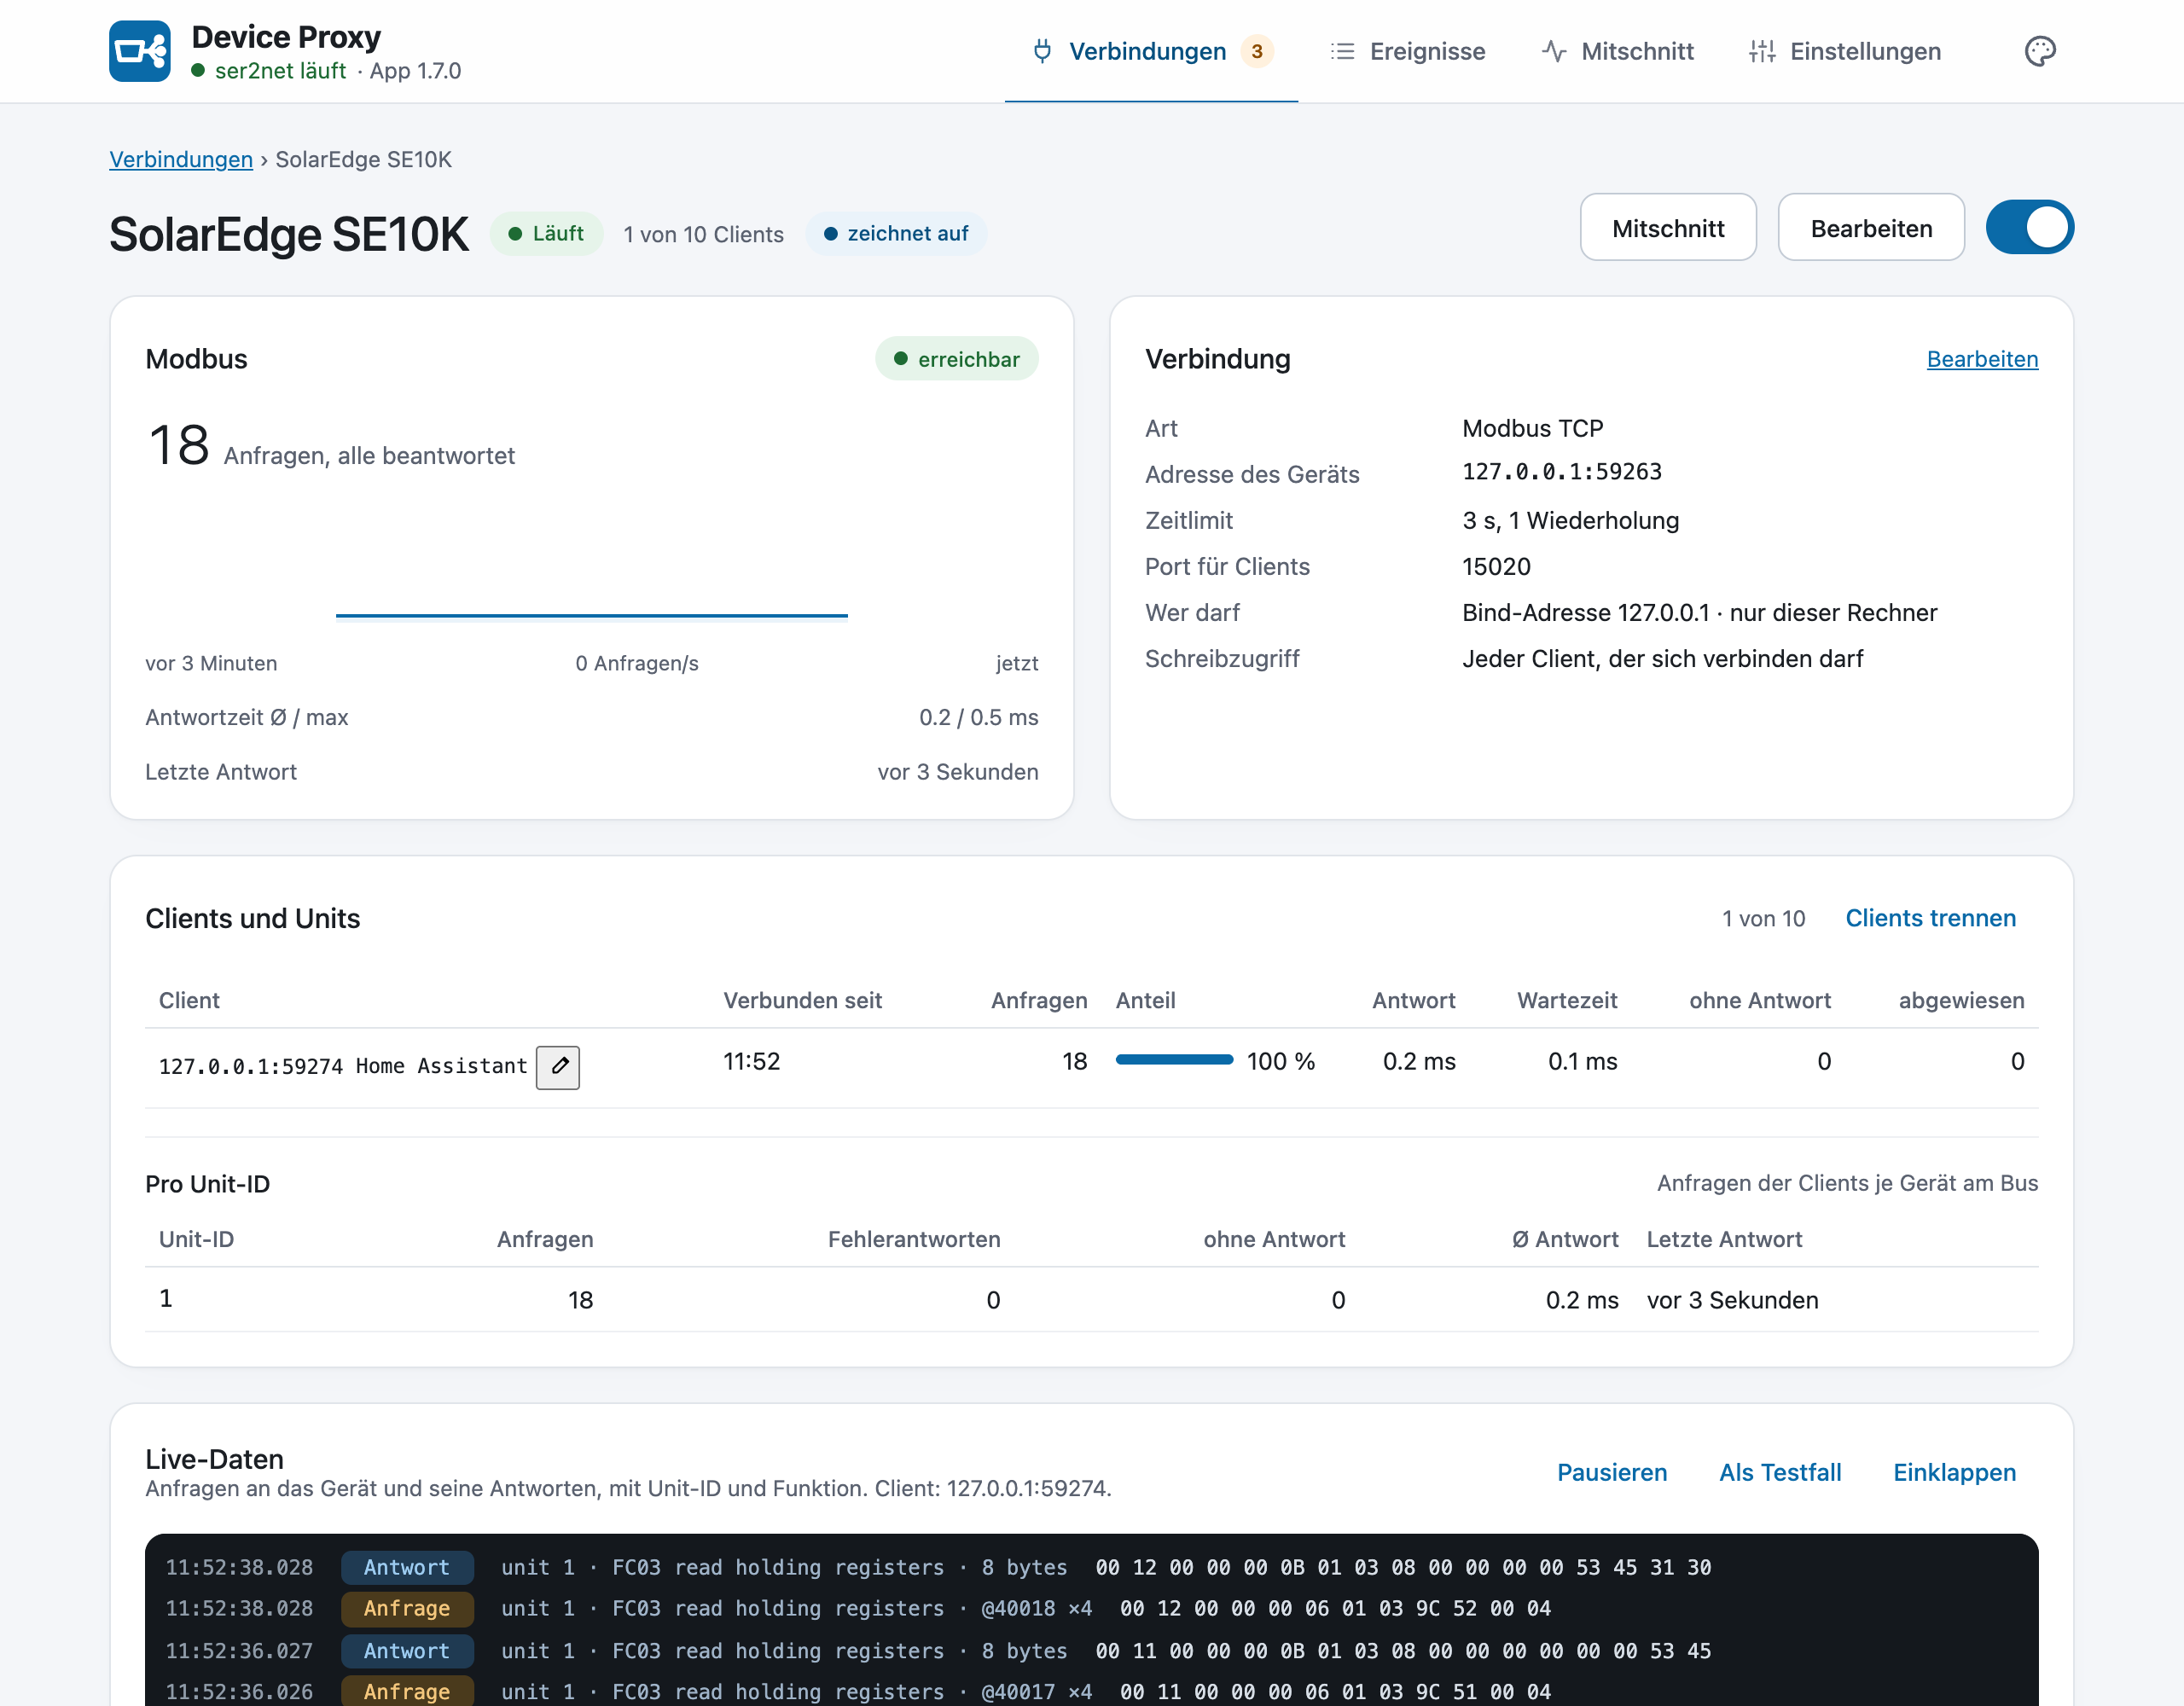 Device Proxy
ser2net läuft · App 1.7.0
Verbindungen 3
Ereignisse
Mitschnitt
Einstellungen
Verbindungen › SolarEdge SE10K
SolarEdge SE10K Läuft 1 von 10 Clients zeichnet auf
Mitschnitt
Bearbeiten
Modbus erreichbar
18 Anfragen, alle beantwortet
vor 3 Minuten 0 Anfragen/s jetzt
Antwortzeit Ø / max 0.2 / 0.5 ms
Letzte Antwort vor 3 Sekunden
Verbindung Bearbeiten
Art Modbus TCP
Adresse des Geräts 127.0.0.1:59263
Zeitlimit 3 s, 1 Wiederholung
Port für Clients 15020
Wer darf Bind-Adresse 127.0.0.1 · nur dieser Rechner
Schreibzugriff Jeder Client, der sich verbinden darf
Clients und Units 1 von 10 Clients trennen
Client Verbunden seit Anfragen Anteil Antwort Wartezeit ohne Antwort abgewiesen
127.0.0.1:59274 Home Assistant 11:52 18 100 % 0.2 ms 0.1 ms 0 0
Pro Unit-ID Anfragen der Clients je Gerät am Bus
Unit-ID Anfragen Fehlerantworten ohne Antwort Ø Antwort Letzte Antwort
1 18 0 0 0.2 ms vor 3 Sekunden
Live-Daten
Anfragen an das Gerät und seine Antworten, mit Unit-ID und Funktion. Client: 127.0.0.1:59274.
Pausieren Als Testfall Einklappen
11:52:38.028 Antwort unit 1 · FC03 read holding registers · 8 bytes 00 12 00 00 00 0B 01 03 08 00 00 00 00 53 45 31 30
11:52:38.028 Anfrage unit 1 · FC03 read holding registers · @40018 ×4 00 12 00 00 00 06 01 03 9C 52 00 04
11:52:36.027 Antwort unit 1 · FC03 read holding registers · 8 bytes 00 11 00 00 00 0B 01 03 08 00 00 00 00 00 00 53 45
11:52:36.026 Anfrage unit 1 · FC03 read holding registers · @40017 ×4 00 11 00 00 00 06 01 03 9C 51 00 04